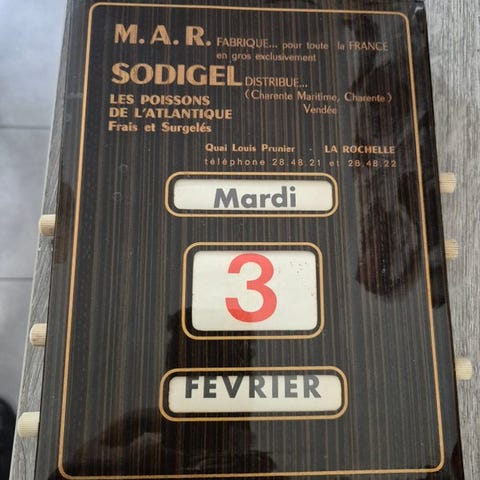 M. A. R. FABRIQUE... pour toute la FRANCE
en gros exclusivement
SODIGEL DISTRIBUE...
(Charente Maritime, Charente)
Vendée
LES POISSONS
DE L'ATLANTIQUE
Frais et Surgelés
Quai Louis Prunier - LA ROCHELLE
téléphone 28.48.21 et 28.48.22
Mardi
3
FÉVRIER